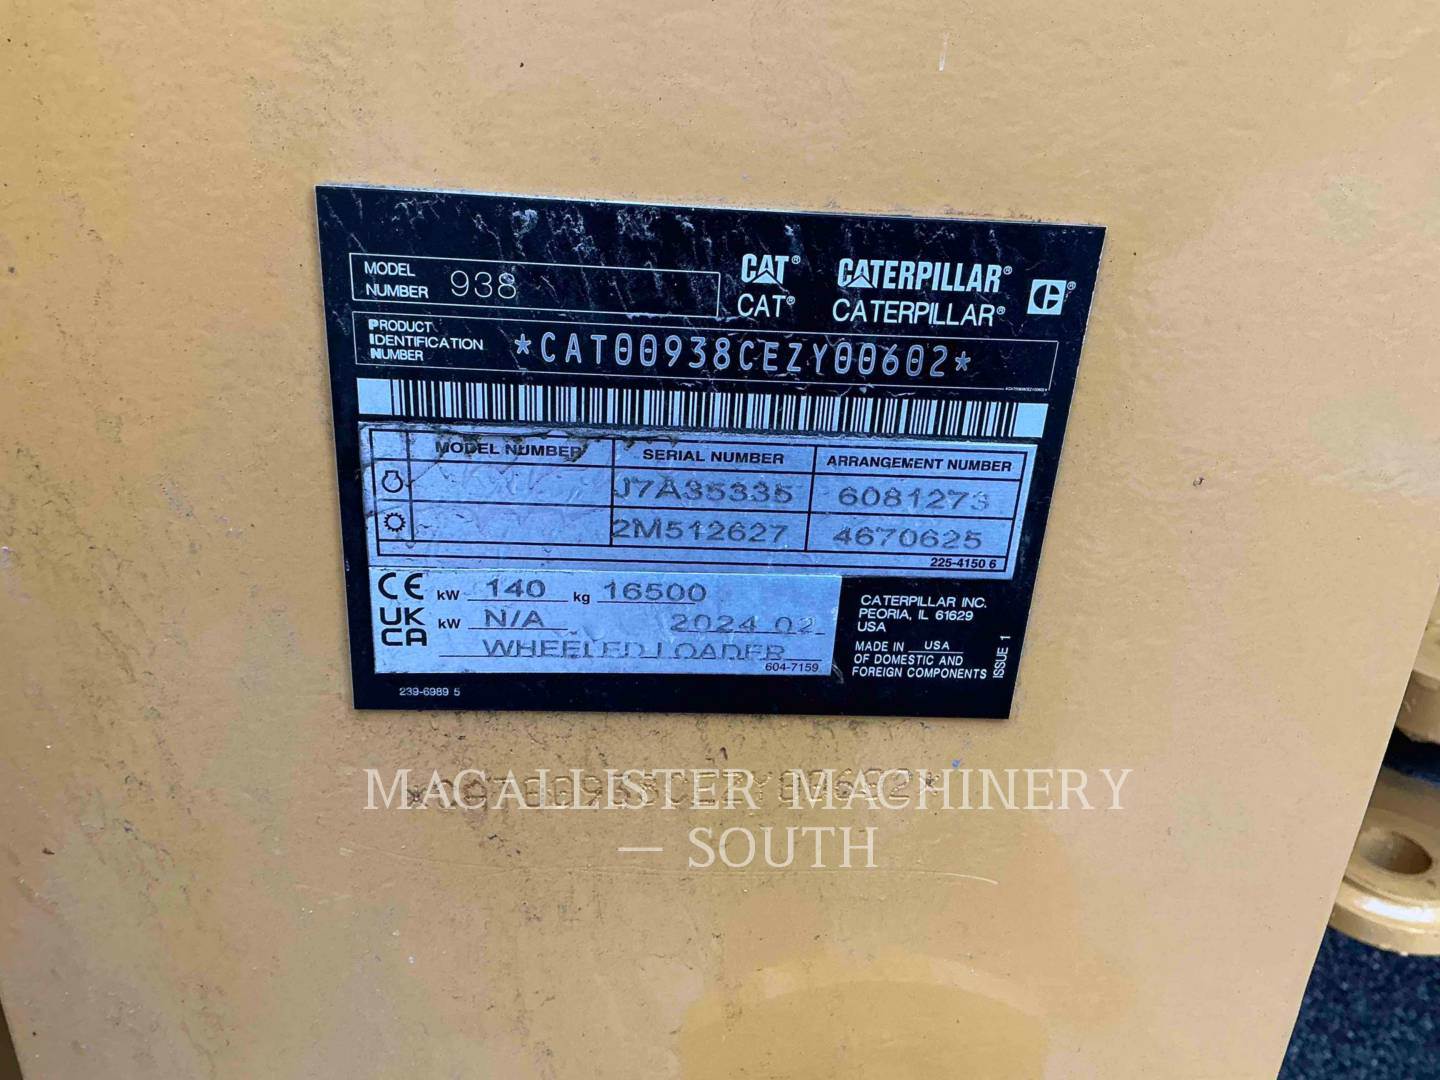 MODEL NUMBER 938
CAT® CATERPILLAR®
CAT® CATERPILLAR®
PRODUCT IDENTIFICATION NUMBER *CAT00938CEZY00602*
MODEL NUMBER SERIAL NUMBER ARRANGEMENT NUMBER
J7A35335 6081273
2M512627 4670625
225-4150 6
CE kW 140 kg 16500
UK CA kW N/A 2024 02
WHEELED LOADER
604-7159
CATERPILLAR INC.
PEORIA, IL 61629
USA
MADE IN USA
OF DOMESTIC AND
FOREIGN COMPONENTS
ISSUE 1
239-6989 5
*CAT00938CEZY00602*
MACALLISTER MACHINERY
— SOUTH